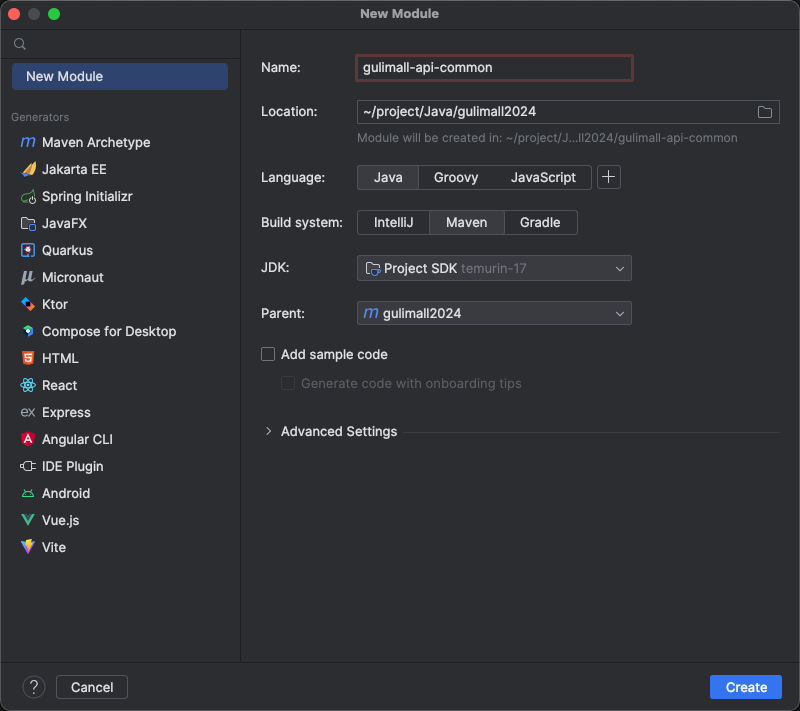 New Module
New Module
Generators
Maven Archetype
Jakarta EE
Spring Initializr
JavaFX
Quarkus
Micronaut
Ktor
Compose for Desktop
HTML
React
ex Express
Angular CLI
IDE Plugin
Android
Vue.js
Vite
Name: gulimall-api-common
Location: ~/project/Java/gulimall2024
Module will be created in: ~/project/J...ll2024/gulimall-api-common
Language: Java Groovy JavaScript
Build system: IntelliJ Maven Gradle
JDK: Project SDK temurin-17
Parent: gulimall2024
Add sample code
Generate code with onboarding tips
Advanced Settings
? Cancel Create